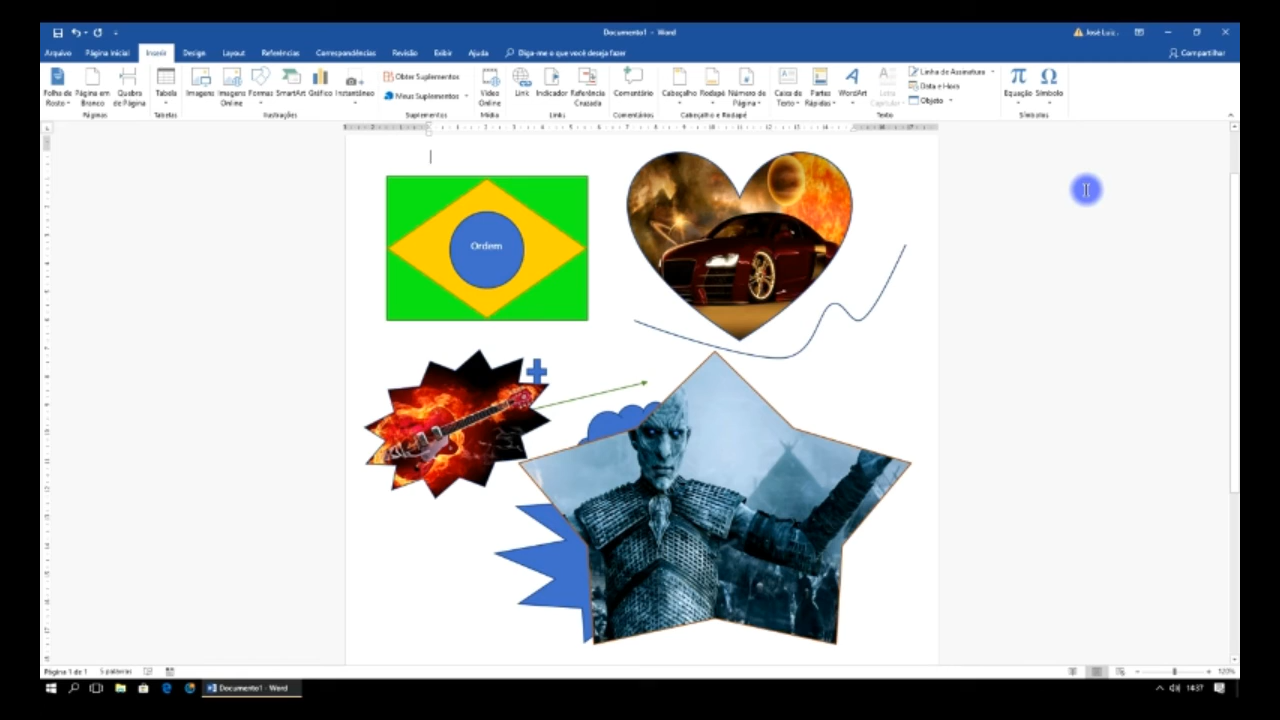 Documento1 - Word
José Luiz .
Arquivo Página Inicial Inserir Design Layout Referências Correspondências Revisão Exibir Ajuda Diga-me o que você deseja fazer Compartilhar
Folha de Rosto Página em Branco Quebra de Página
Páginas
Tabela
Tabelas
Imagens Imagens Online Formas SmartArt Gráfico Instantâneo
Ilustrações
Obter Suplementos
Meus Suplementos
Suplementos
Vídeo Online
Mídia
Link Indicador Referência Cruzada
Links
Comentário
Comentários
Cabeçalho Rodapé Número de Página
Cabeçalho e Rodapé
Caixa de Texto Partes Rápidas WordArt Letra Capitular
Linha de Assinatura
Data e Hora
Objeto
Texto
Equação Símbolo
Símbolos
Ordem
Página 1 de 1 5 palavras
120%
Documento1 - Word
14:37